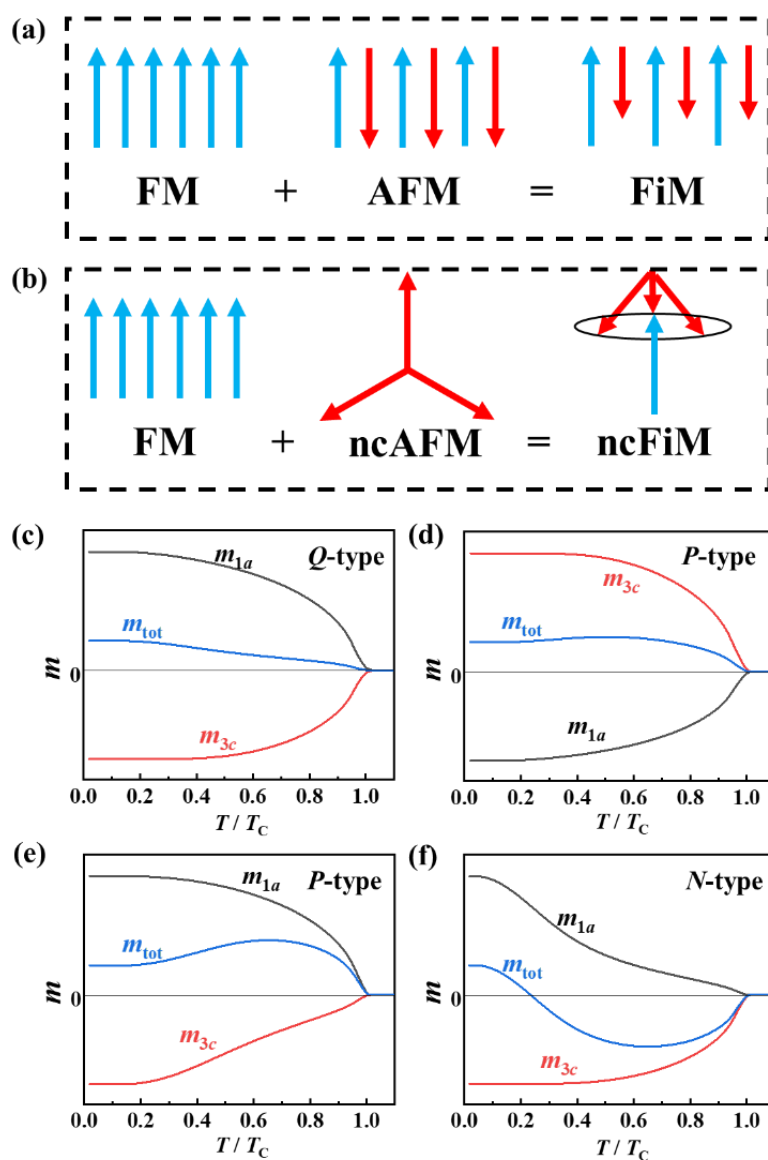 (a)
FM + AFM = FiM
(b)
FM + ncAFM = ncFiM
(c)
Q-type
m1a
mtot
m3c
m
0
0.0 0.2 0.4 0.6 0.8 1.0
T / TC
(d)
P-type
m3c
mtot
m1a
m
0
0.0 0.2 0.4 0.6 0.8 1.0
T / TC
(e)
P-type
m1a
mtot
m3c
m
0
0.0 0.2 0.4 0.6 0.8 1.0
T / TC
(f)
N-type
m1a
mtot
m3c
m
0
0.0 0.2 0.4 0.6 0.8 1.0
T / TC